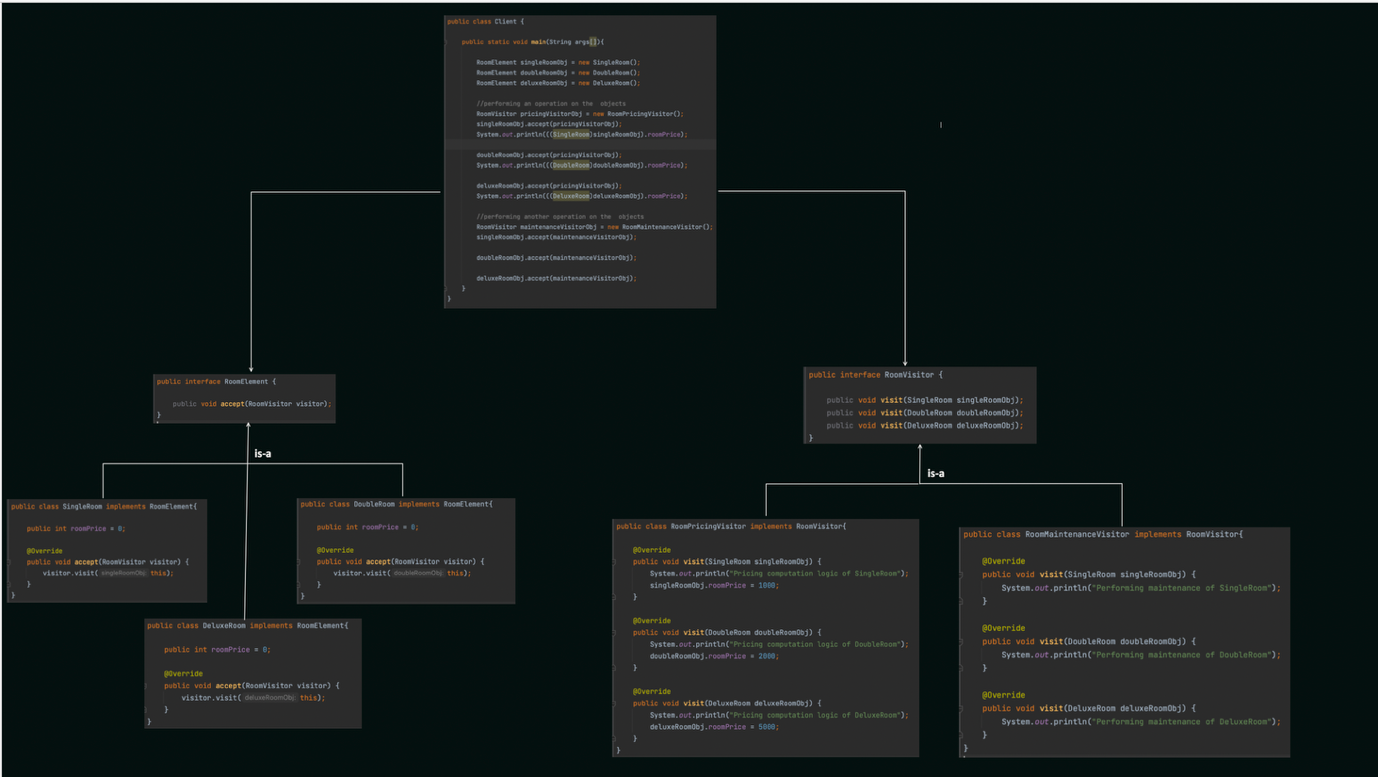 public class Client {
public static void main(String args[]){
RoomElement singleRoomObj = new SingleRoom();
RoomElement doubleRoomObj = new DoubleRoom();
RoomElement deluxeRoomObj = new DeluxeRoom();
//performing an operation on the  objects
RoomVisitor pricingVisitorObj = new RoomPricingVisitor();
singleRoomObj.accept(pricingVisitorObj);
System.out.println(((SingleRoom)singleRoomObj).roomPrice);
doubleRoomObj.accept(pricingVisitorObj);
System.out.println(((DoubleRoom)doubleRoomObj).roomPrice);
deluxeRoomObj.accept(pricingVisitorObj);
System.out.println(((DeluxeRoom)deluxeRoomObj).roomPrice);
//performing another operation on the  objects
RoomVisitor maintenanceVisitorObj = new RoomMaintenanceVisitor();
singleRoomObj.accept(maintenanceVisitorObj);
doubleRoomObj.accept(maintenanceVisitorObj);
deluxeRoomObj.accept(maintenanceVisitorObj);
}
}
public interface RoomElement {
public void accept(RoomVisitor visitor);
}
is-a
public class SingleRoom implements RoomElement{
public int roomPrice = 0;
@Override
public void accept(RoomVisitor visitor) {
visitor.visit( singleRoomObj: this);
}
}
public class DoubleRoom implements RoomElement{
public int roomPrice = 0;
@Override
public void accept(RoomVisitor visitor) {
visitor.visit( doubleRoomObj: this);
}
}
public class DeluxeRoom implements RoomElement{
public int roomPrice = 0;
@Override
public void accept(RoomVisitor visitor) {
visitor.visit( deluxeRoomObj: this);
}
}
public interface RoomVisitor {
public void visit(SingleRoom singleRoomObj);
public void visit(DoubleRoom doubleRoomObj);
public void visit(DeluxeRoom deluxeRoomObj);
}
is-a
public class RoomPricingVisitor implements RoomVisitor{
@Override
public void visit(SingleRoom singleRoomObj) {
System.out.println("Pricing computation logic of SingleRoom");
singleRoomObj.roomPrice = 1000;
}
@Override
public void visit(DoubleRoom doubleRoomObj) {
System.out.println("Pricing computation logic of DoubleRoom");
doubleRoomObj.roomPrice = 2000;
}
@Override
public void visit(DeluxeRoom deluxeRoomObj) {
System.out.println("Pricing computation logic of DeluxeRoom");
deluxeRoomObj.roomPrice = 5000;
}
}
public class RoomMaintenanceVisitor implements RoomVisitor{
@Override
public void visit(SingleRoom singleRoomObj) {
System.out.println("Performing maintenance of SingleRoom");
}
@Override
public void visit(DoubleRoom doubleRoomObj) {
System.out.println("Performing maintenance of DoubleRoom");
}
@Override
public void visit(DeluxeRoom deluxeRoomObj) {
System.out.println("Performing maintenance of DeluxeRoom");
}
}